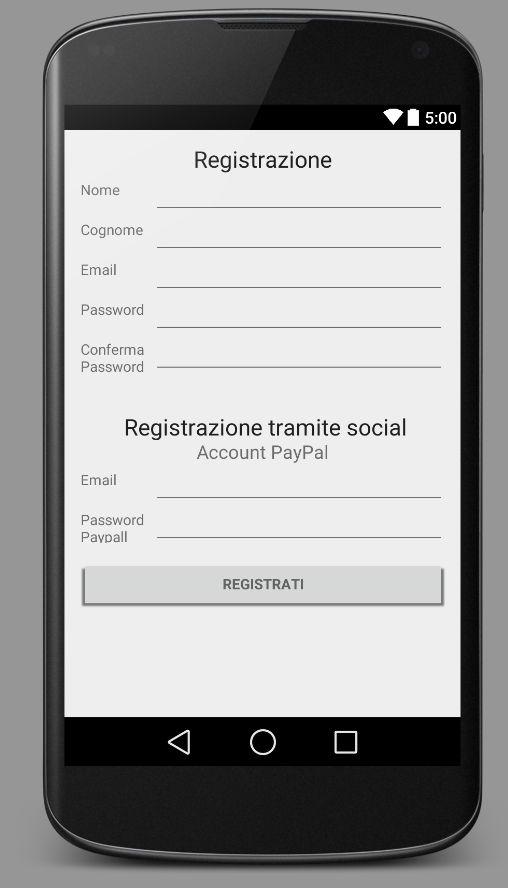 5:00
Registrazione
Nome
Cognome
Email
Password
Conferma
Password
Registrazione tramite social
Account PayPal
Email
Password
Paypall
REGISTRATI